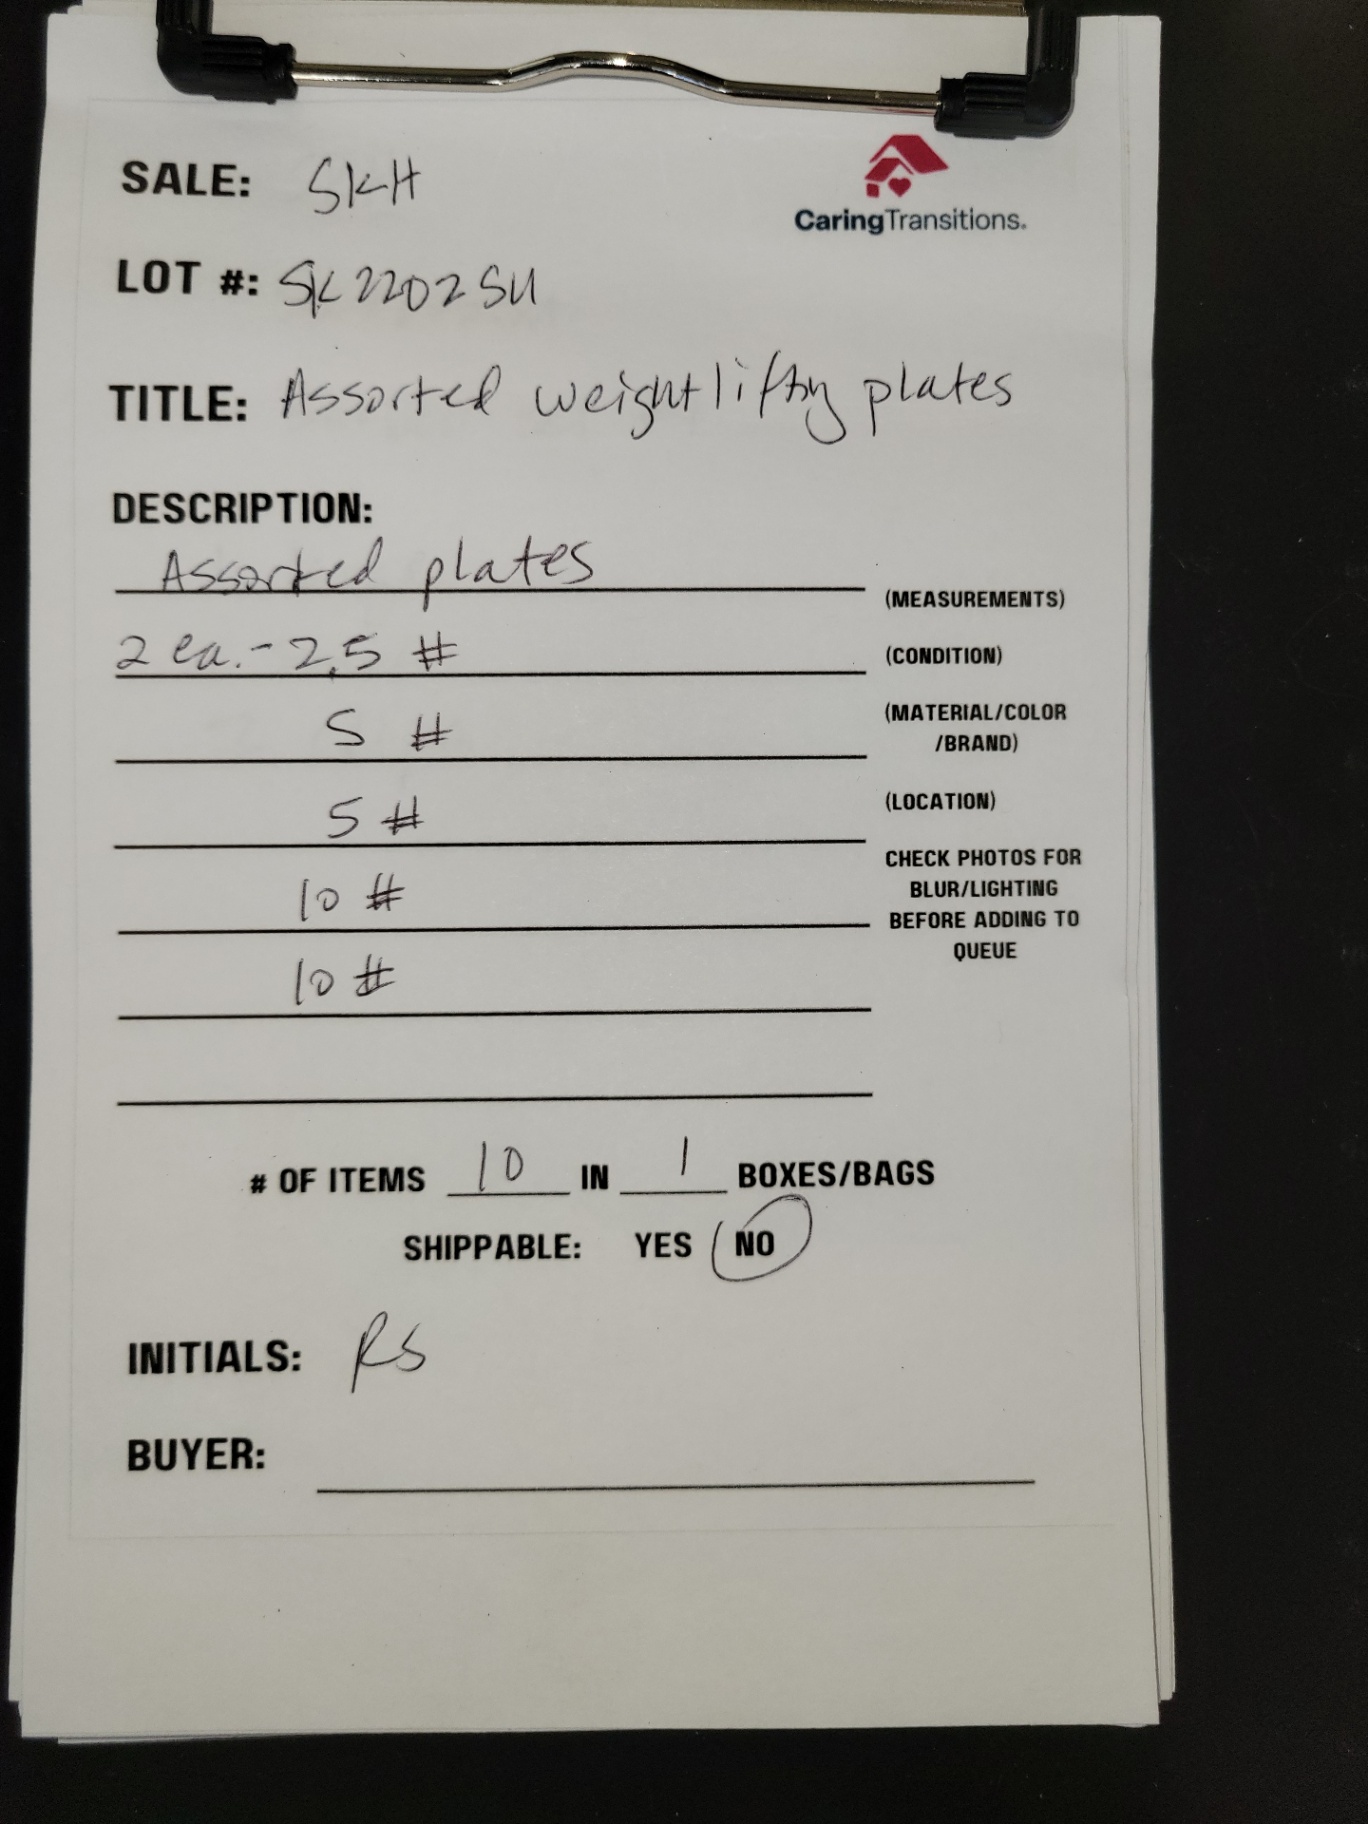 SALE: SKH
CaringTransitions.
LOT #: SK2202SU
TITLE: Assorted weightlifting plates
DESCRIPTION:
Assorted plates
(MEASUREMENTS)
2 ea. - 2.5 #
(CONDITION)
5 #
(MATERIAL/COLOR
/BRAND)
5 #
(LOCATION)
10 #
CHECK PHOTOS FOR
BLUR/LIGHTING
BEFORE ADDING TO
QUEUE
10 #
# OF ITEMS 10 IN 1 BOXES/BAGS
SHIPPABLE: YES NO
INITIALS: RS
BUYER: